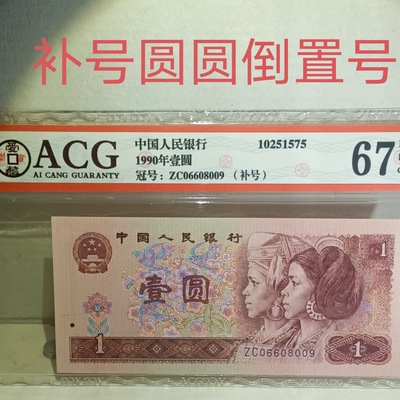 补号圆圆倒置号
ACG
AI CANG GUARANTY
中国人民银行
1990年壹圆
冠号：ZC06608009 （补号）
10251575
67
中国人民银行
1
壹圆
ZC06608009
1
1